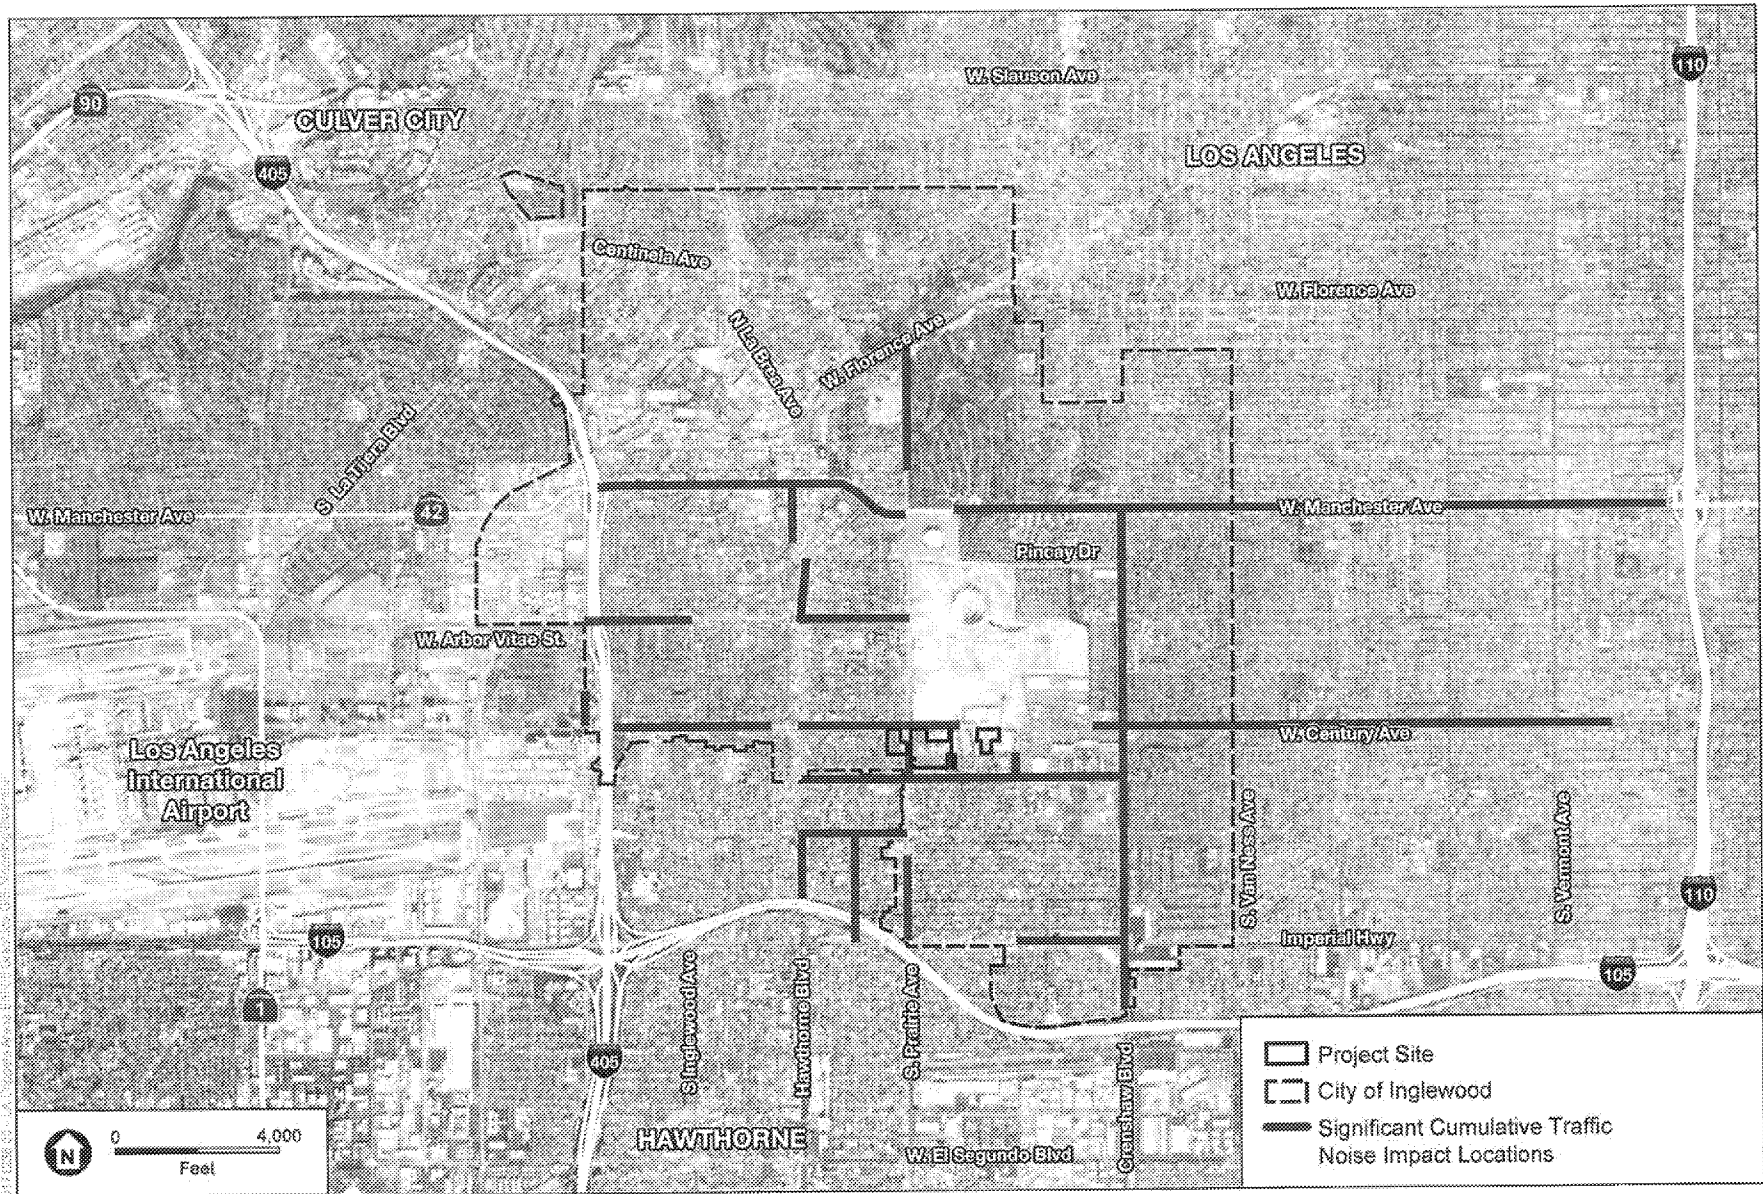 W. Slauson Ave
110
90
CULVER CITY
LOS ANGELES
405
Centinela Ave
W. Florence Ave
N La Brea Ave
W. Florence Ave
S. La Tijera Blvd
W. Manchester Ave
42
W. Manchester Ave
Pincay Dr
W. Arbor Vitae St.
W. Century Ave
Los Angeles
International
Airport
S. Van Ness Ave
S. Vermont Ave
110
105
Imperial Hwy
105
1
S Inglewood Ave
Hawthorne Blvd
S. Prairie Ave
Crenshaw Blvd
405
HAWTHORNE
W. El Segundo Blvd
Project Site
City of Inglewood
Significant Cumulative Traffic
Noise Impact Locations
N
0 4,000
Feet